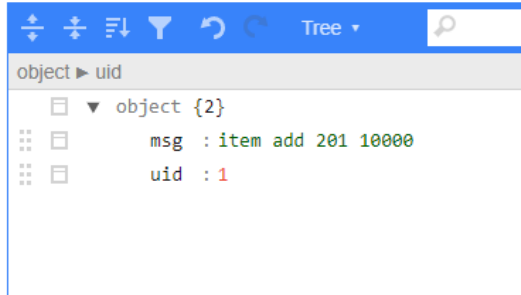 Tree ▾
object ► uid
▼ object {2}
msg : item add 201 10000
uid : 1